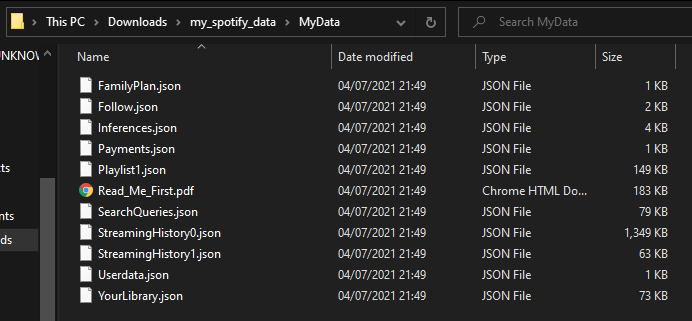 This PC > Downloads > my_spotify_data > MyData
Search MyData
UNKNOW
Name Date modified Type Size
FamilyPlan.json 04/07/2021 21:49 JSON File 1 KB
Follow.json 04/07/2021 21:49 JSON File 2 KB
Inferences.json 04/07/2021 21:49 JSON File 4 KB
Payments.json 04/07/2021 21:49 JSON File 1 KB
cts
Playlist1.json 04/07/2021 21:49 JSON File 149 KB
Read_Me_First.pdf 04/07/2021 21:49 Chrome HTML Do... 183 KB
nts
SearchQueries.json 04/07/2021 21:49 JSON File 79 KB
ds
StreamingHistory0.json 04/07/2021 21:49 JSON File 1,349 KB
StreamingHistory1.json 04/07/2021 21:49 JSON File 63 KB
Userdata.json 04/07/2021 21:49 JSON File 1 KB
YourLibrary.json 04/07/2021 21:49 JSON File 73 KB